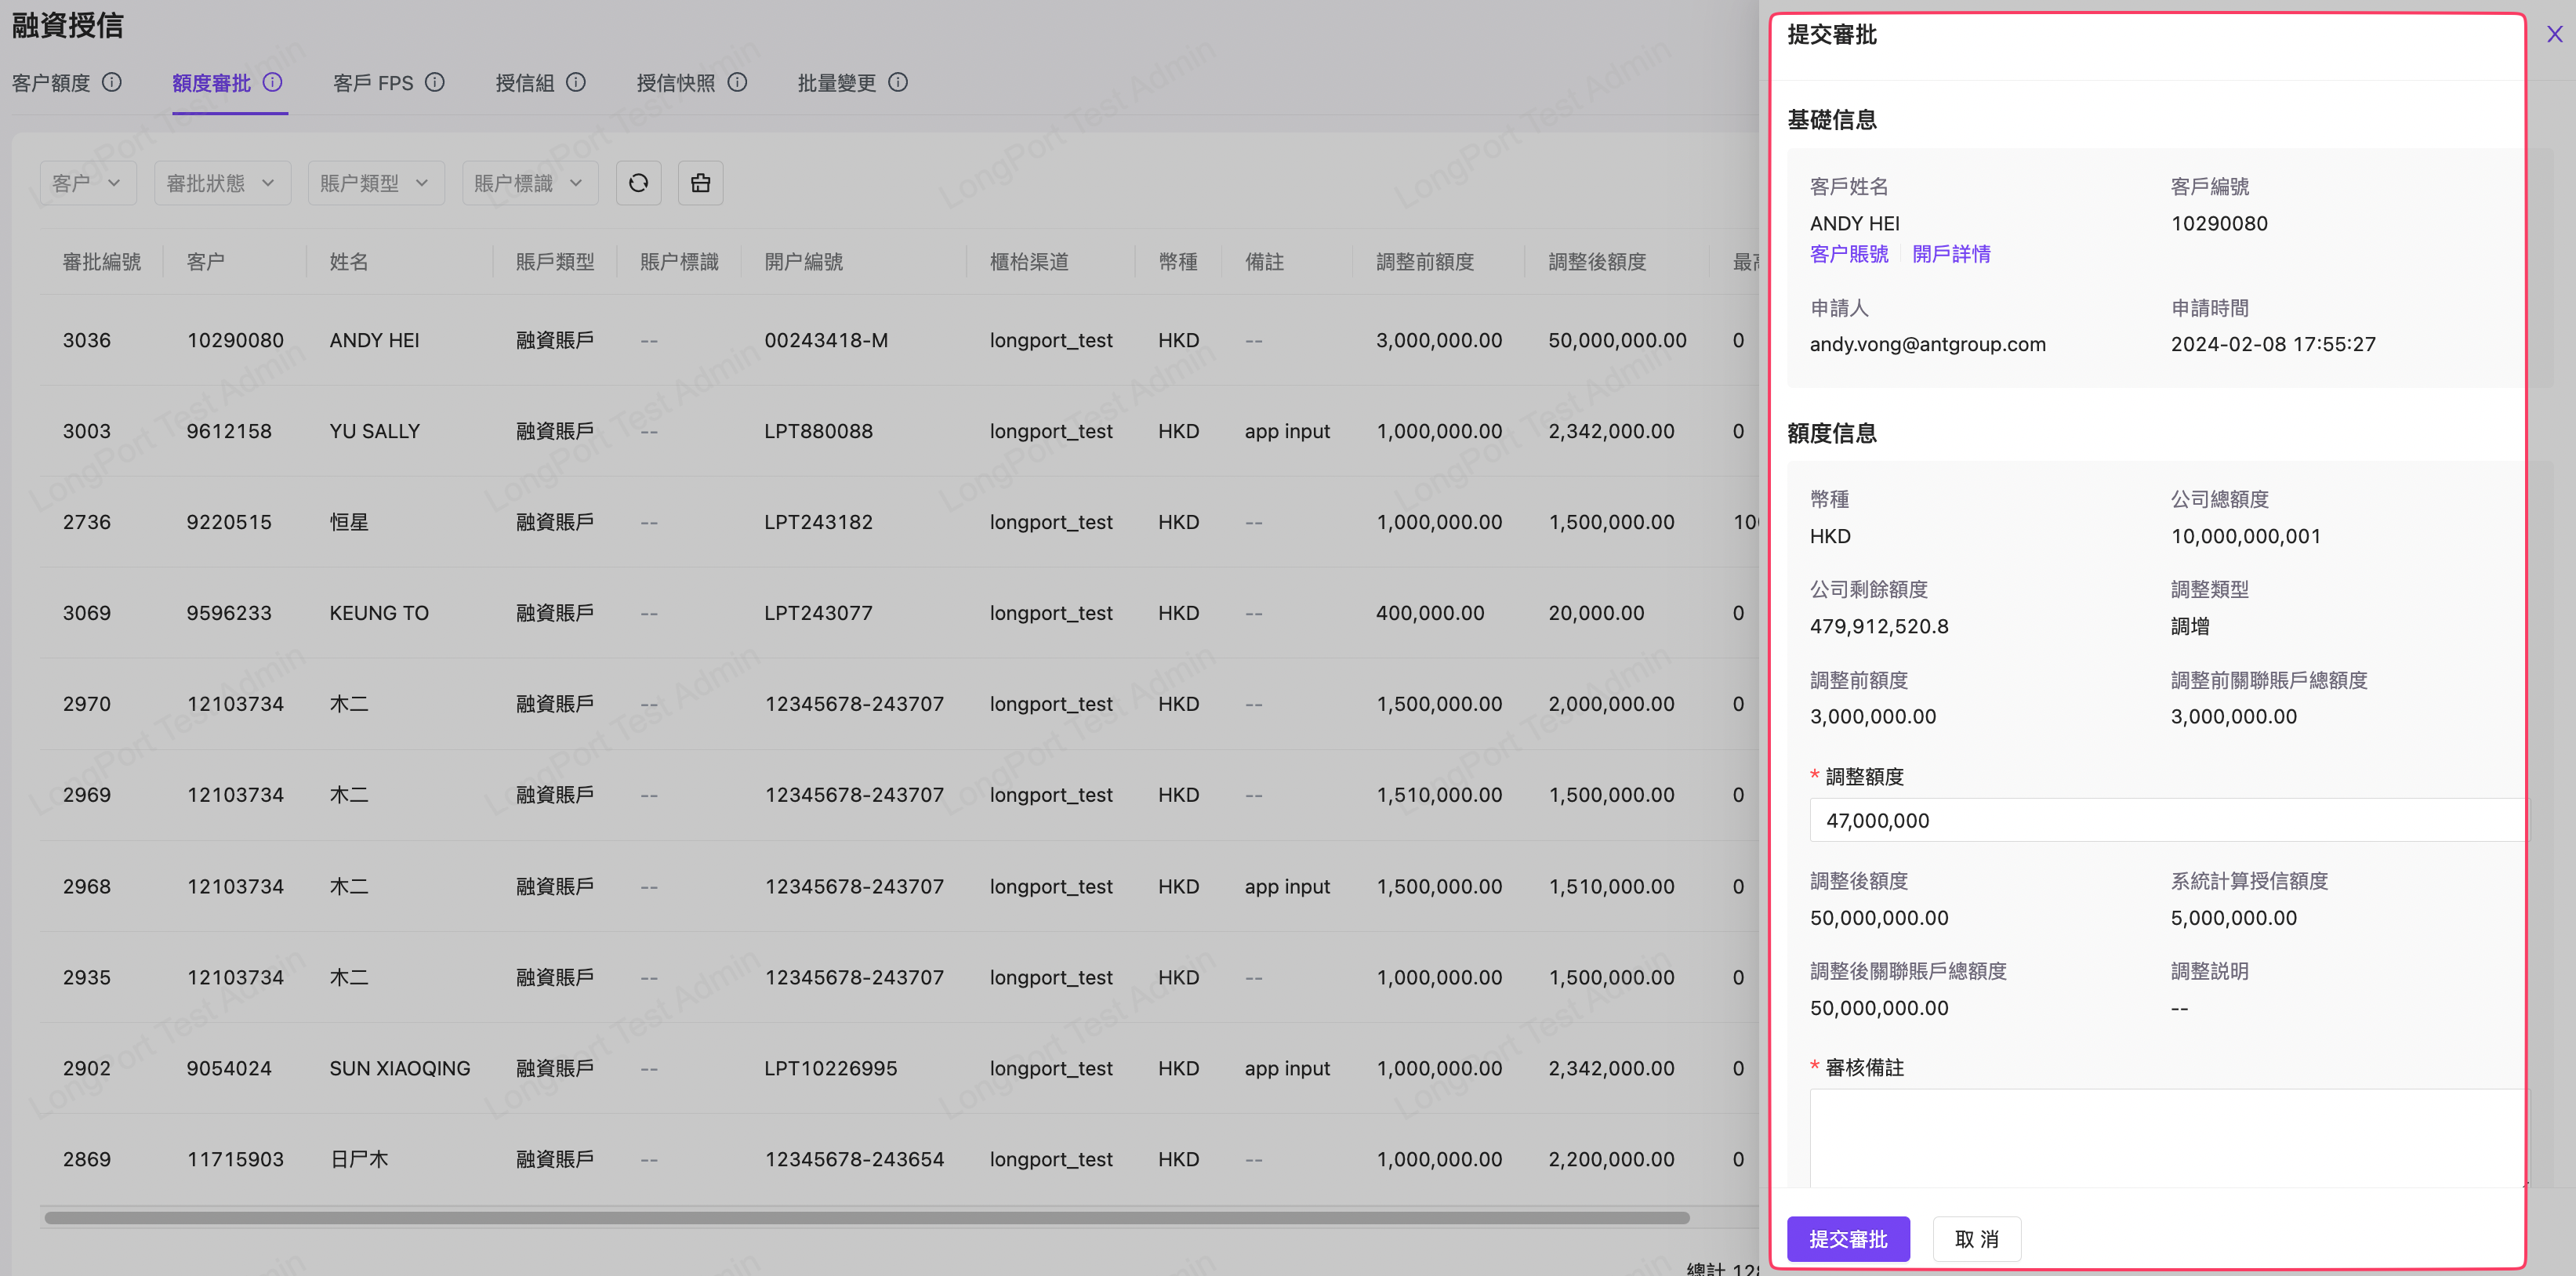 融資授信
客户額度 額度審批 客戶 FPS 授信組 授信快照 批量變更
客户 審批狀態 賬户類型 賬户標識
審批編號 客户 姓名 賬戶類型 賬户標識 開户編號 櫃枱渠道 幣種 備註 調整前額度 調整後額度
3036 10290080 ANDY HEI 融資賬戶 -- 00243418-M longport_test HKD -- 3,000,000.00 50,000,000.00 0
3003 9612158 YU SALLY 融資賬戶 -- LPT880088 longport_test HKD app input 1,000,000.00 2,342,000.00 0
2736 9220515 恒星 融資賬戶 -- LPT243182 longport_test HKD -- 1,000,000.00 1,500,000.00
3069 9596233 KEUNG TO 融資賬戶 -- LPT243077 longport_test HKD -- 400,000.00 20,000.00 0
2970 12103734 木二 融資賬戶 -- 12345678-243707 longport_test HKD -- 1,500,000.00 2,000,000.00 0
2969 12103734 木二 融資賬戶 -- 12345678-243707 longport_test HKD -- 1,510,000.00 1,500,000.00 0
2968 12103734 木二 融資賬戶 -- 12345678-243707 longport_test HKD app input 1,500,000.00 1,510,000.00 0
2935 12103734 木二 融資賬戶 -- 12345678-243707 longport_test HKD -- 1,000,000.00 1,500,000.00 0
2902 9054024 SUN XIAOQING 融資賬戶 -- LPT10226995 longport_test HKD app input 1,000,000.00 2,342,000.00 0
2869 11715903 日尸木 融資賬戶 -- 12345678-243654 longport_test HKD -- 1,000,000.00 2,200,000.00 0
總計
LongPort Test Admin
提交審批
基礎信息
客戶姓名 客戶編號
ANDY HEI 10290080
客户賬號 開戶詳情
申請人 申請時間
andy.vong@antgroup.com 2024-02-08 17:55:27
額度信息
幣種 公司總額度
HKD 10,000,000,001
公司剩餘額度 調整類型
479,912,520.8 調增
調整前額度 調整前關聯賬戶總額度
3,000,000.00 3,000,000.00
* 調整額度
47,000,000
調整後額度 系統計算授信額度
50,000,000.00 5,000,000.00
調整後關聯賬戶總額度 調整説明
50,000,000.00 --
* 審核備註
提交審批 取 消